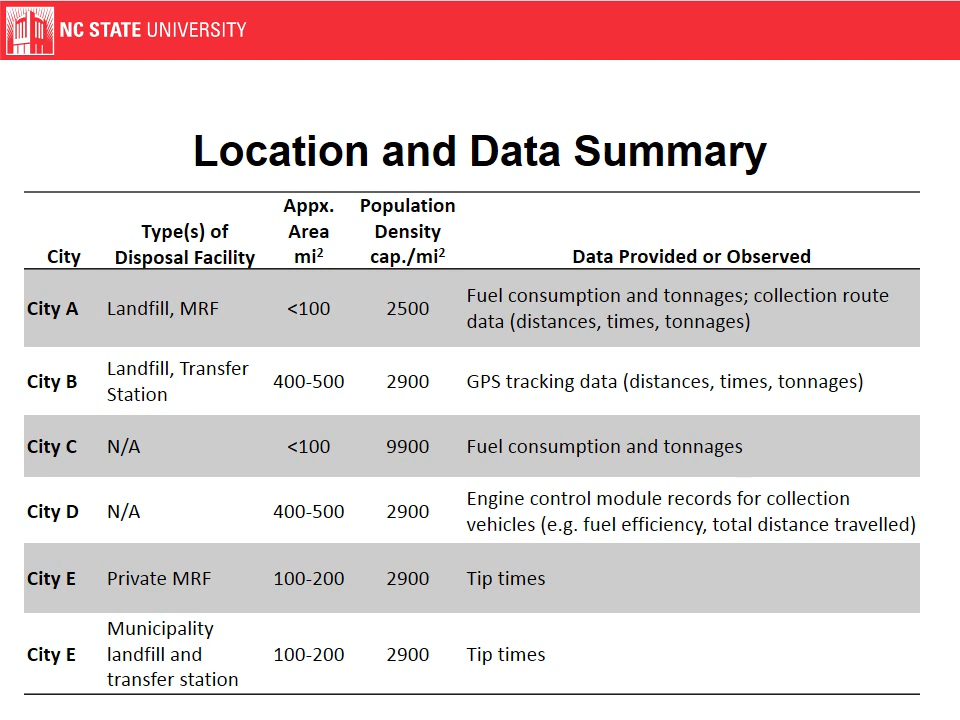 NC STATE UNIVERSITY
Location and Data Summary
City
Type(s) of
Disposal Facility
Appx.
Area
mi²
Population
Density
cap./mi²
Data Provided or Observed
City A
Landfill, MRF
<100
2500
Fuel consumption and tonnages; collection route
data (distances, times, tonnages)
City B
Landfill, Transfer
Station
400-500
2900
GPS tracking data (distances, times, tonnages)
City C
N/A
<100
9900
Fuel consumption and tonnages
City D
N/A
400-500
2900
Engine control module records for collection
vehicles (e.g. fuel efficiency, total distance travelled)
City E
Private MRF
100-200
2900
Tip times
City E
Municipality
landfill and
transfer station
100-200
2900
Tip times